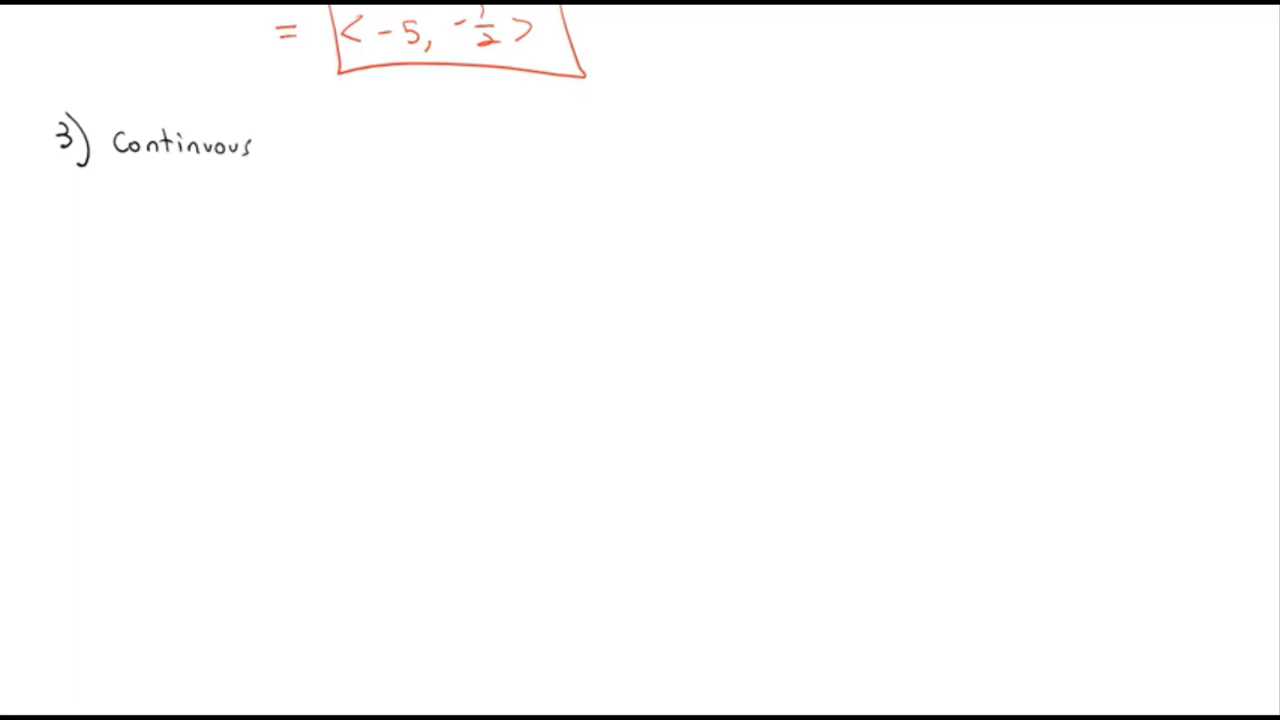 = < -5, -1/2 >
3) Continuous